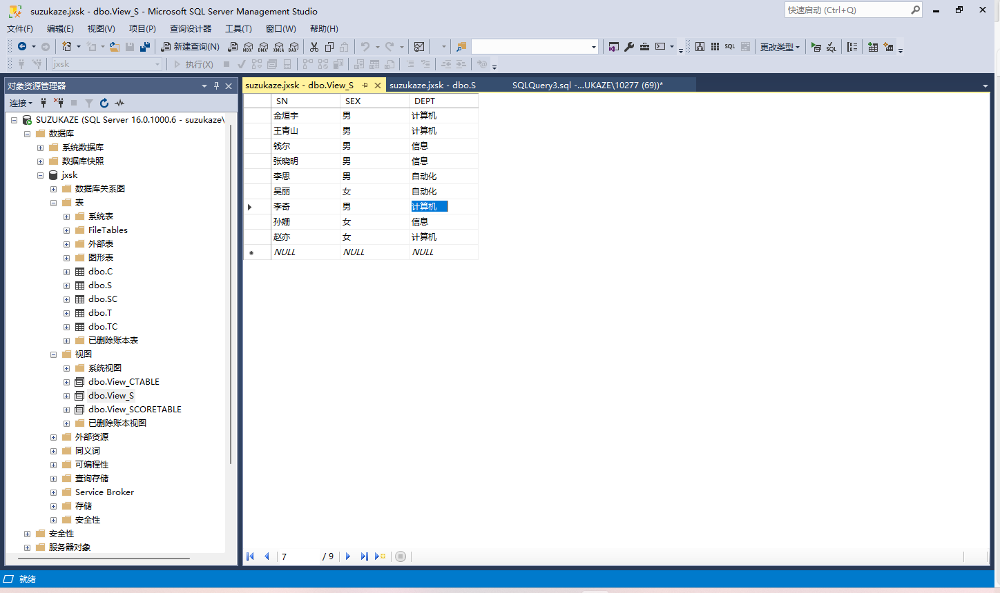 suzukaze.jxsk - dbo.View_S - Microsoft SQL Server Management Studio
快速启动 (Ctrl+Q)
文件(F) 编辑(E) 视图(V) 项目(P) 查询设计器 工具(T) 窗口(W) 帮助(H)
新建查询(N) MDX DMX XMLA DAX SQL 更改类型 SQL
jxsk 执行(X)
对象资源管理器
suzukaze.jxsk - dbo.View_S suzukaze.jxsk - dbo.S SQLQuery3.sql -...UKAZE\10277 (69))*
连接
SUZUKAZE (SQL Server 16.0.1000.6 - suzukaze\
数据库
系统数据库
数据库快照
jxsk
数据库关系图
表
系统表
FileTables
外部表
图形表
dbo.C
dbo.S
dbo.SC
dbo.T
dbo.TC
已删除账本表
视图
系统视图
dbo.View_CTABLE
dbo.View_S
dbo.View_SCORETABLE
已删除账本视图
外部资源
同义词
可编程性
查询存储
Service Broker
存储
安全性
安全性
服务器对象
SN SEX DEPT
金烜宇 男 计算机
王青山 男 计算机
钱尔 男 信息
张晓明 男 信息
李思 男 自动化
吴丽 女 自动化
李奇 男 计算机
孙姗 女 信息
赵亦 女 计算机
NULL NULL NULL
7 / 9
就绪